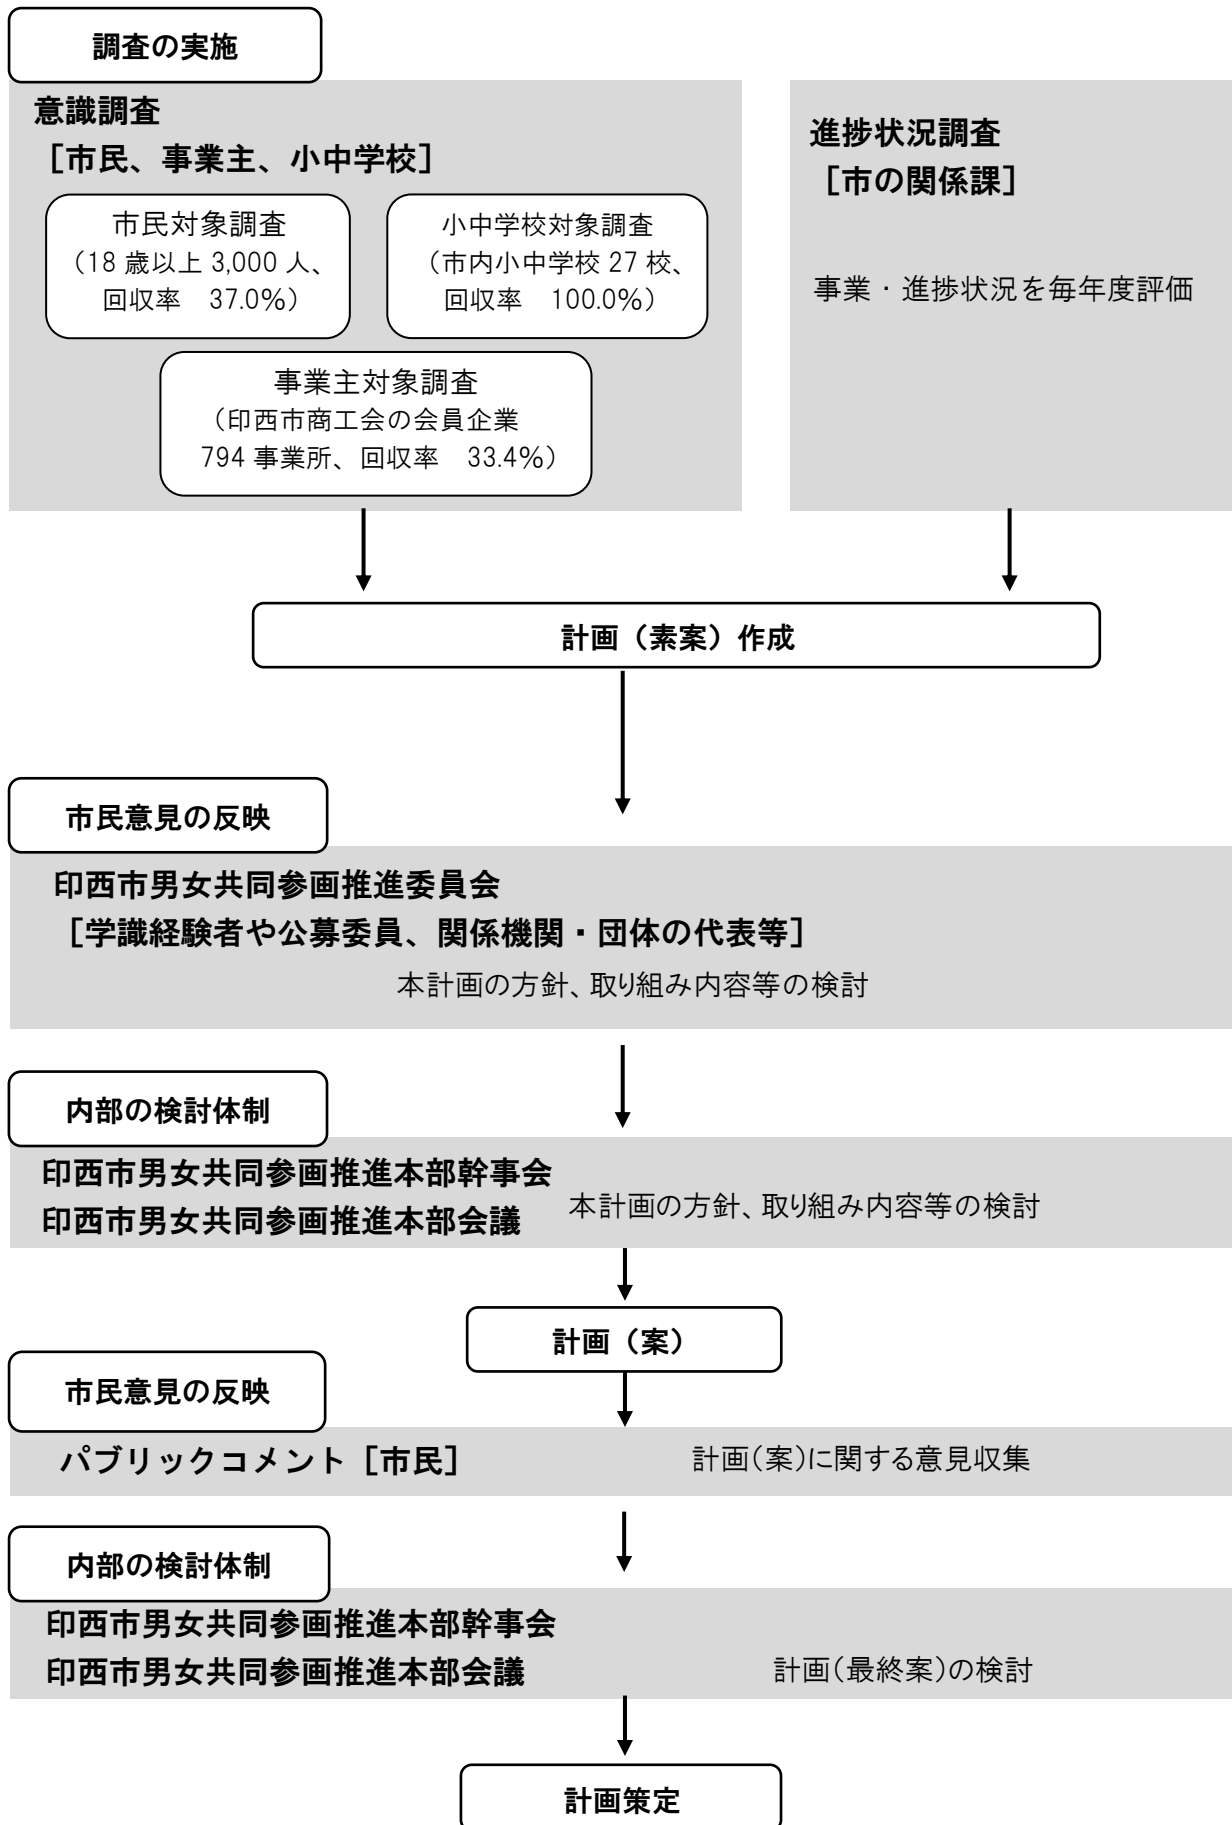 調査の実施
意識調査
［市民、事業主、小中学校］
市民対象調査
（18 歳以上 3,000 人、
回収率　37.0％）
小中学校対象調査
（市内小中学校 27 校、
回収率　100.0％）
事業主対象調査
（印西市商工会の会員企業
794 事業所、回収率　33.4％）
進捗状況調査
［市の関係課］
事業・進捗状況を毎年度評価
計画（素案）作成
市民意見の反映
印西市男女共同参画推進委員会
［学識経験者や公募委員、関係機関・団体の代表等］
本計画の方針、取り組み内容等の検討
内部の検討体制
印西市男女共同参画推進本部幹事会
印西市男女共同参画推進本部会議
本計画の方針、取り組み内容等の検討
計画（案）
市民意見の反映
パブリックコメント［市民］
計画（案）に関する意見収集
内部の検討体制
印西市男女共同参画推進本部幹事会
印西市男女共同参画推進本部会議
計画（最終案）の検討
計画策定